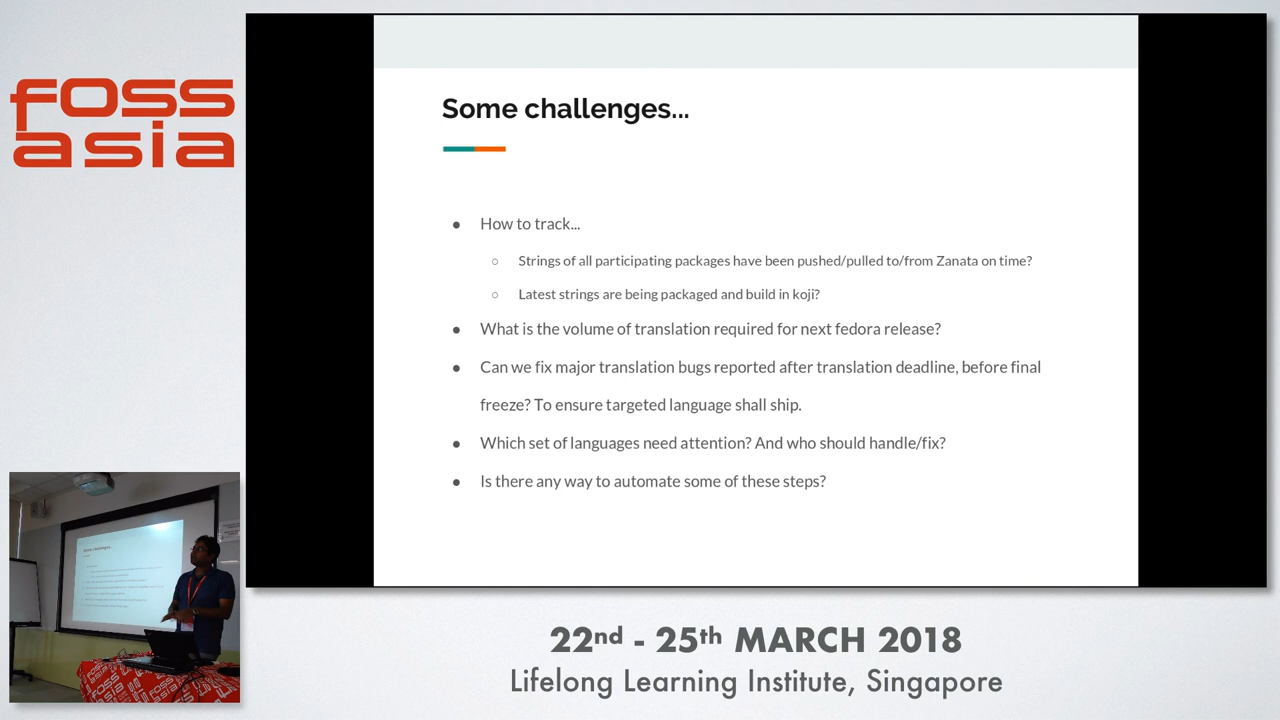 foss
asia
Some challenges...
● How to track...
○ Strings of all participating packages have been pushed/pulled to/from Zanata on time?
○ Latest strings are being packaged and build in koji?
● What is the volume of translation required for next fedora release?
● Can we fix major translation bugs reported after translation deadline, before final
freeze? To ensure targeted language shall ship.
● Which set of languages need attention? And who should handle/fix?
● Is there any way to automate some of these steps?
22nd - 25th MARCH 2018
Lifelong Learning Institute, Singapore